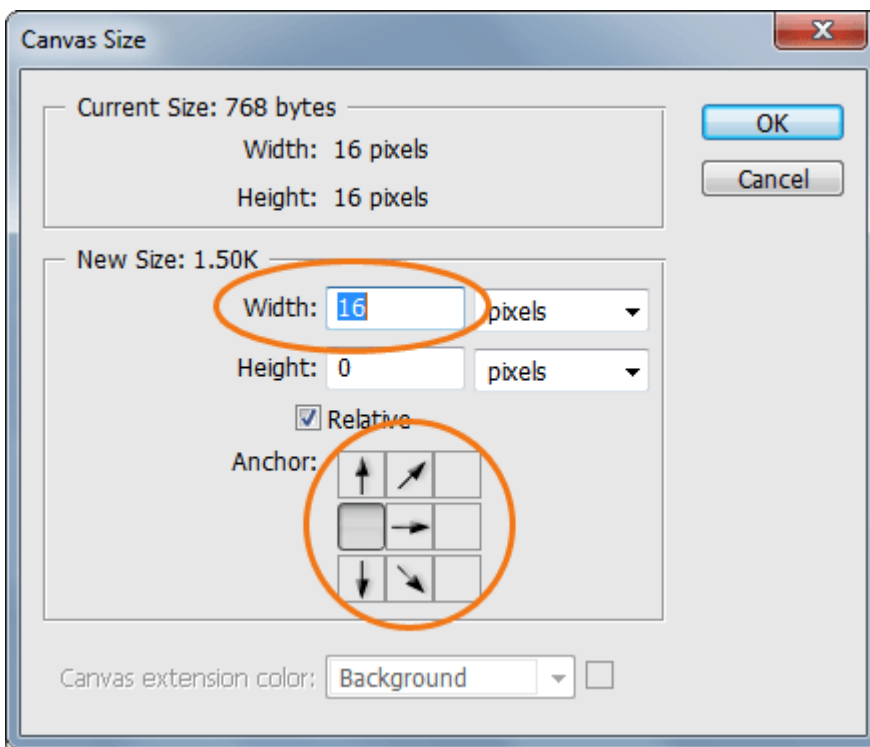 Canvas Size
Current Size: 768 bytes
OK
Width: 16 pixels
Cancel
Height: 16 pixels
New Size: 1.50K
Width: 16 pixels
Height: 0 pixels
Relative
Anchor:
Canvas extension color: Background